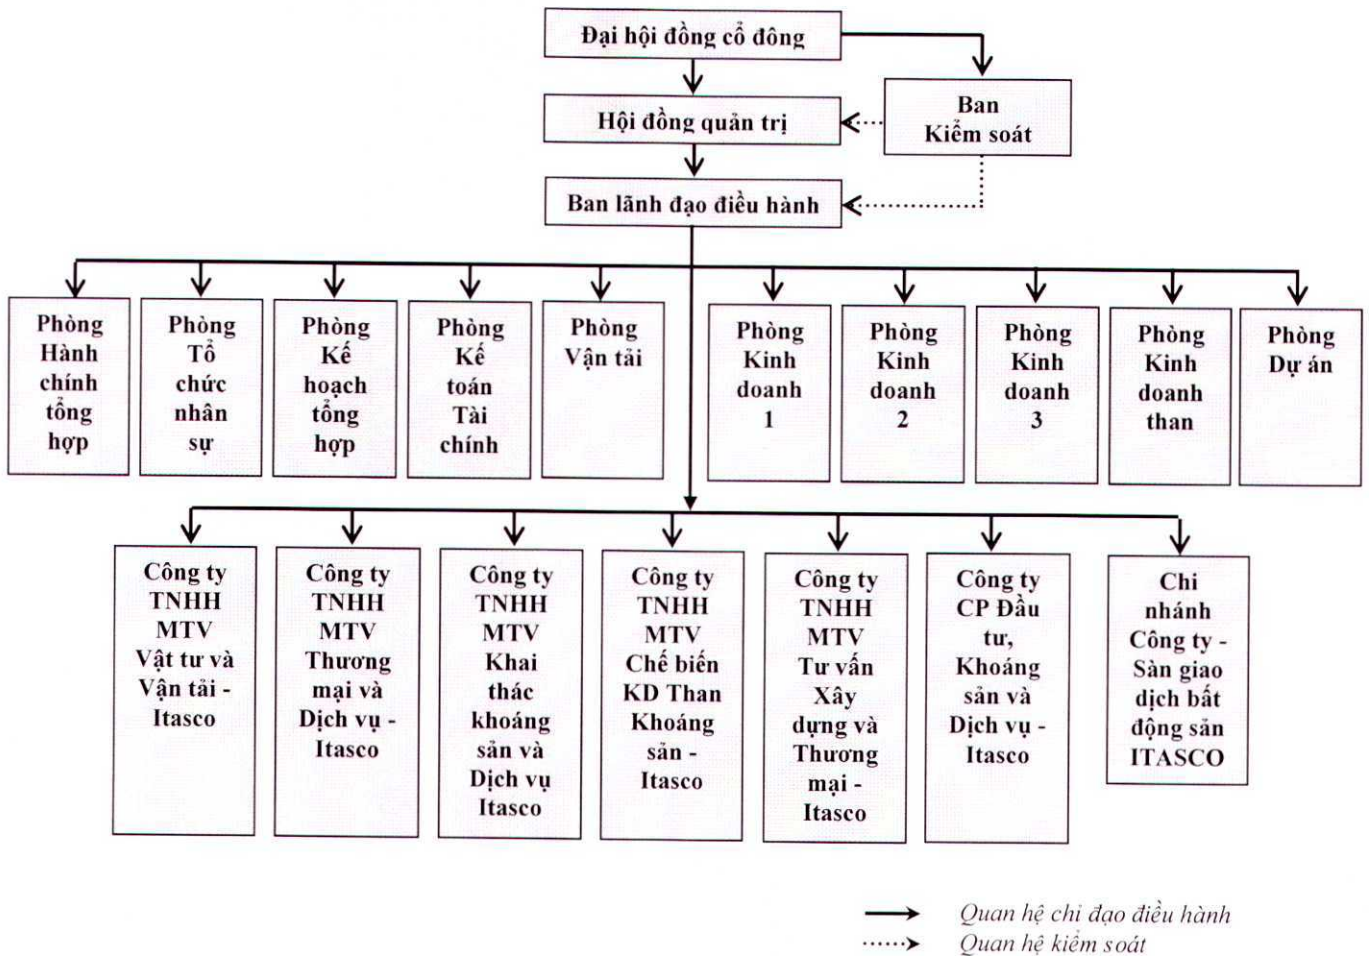 Đại hội đồng cổ đông
Ban
Kiểm soát
Hội đồng quản trị
Ban lãnh đạo điều hành
Phòng
Hành
chính
tổng
hợp
Phòng
Tổ
chức
nhân
sự
Phòng
Kế
hoạch
tổng
hợp
Phòng
Kế
toán
Tài
chính
Phòng
Vận tải
Phòng
Kinh
doanh
1
Phòng
Kinh
doanh
2
Phòng
Kinh
doanh
3
Phòng
Kinh
doanh
than
Phòng
Dự án
Công ty
TNHH
MTV
Vật tư và
Vận tải -
Itasco
Công ty
TNHH
MTV
Thương
mại và
Dịch vụ -
Itasco
Công ty
TNHH
MTV
Khai
thác
khoáng
sản và
Dịch vụ
Itasco
Công ty
TNHH
MTV
Chế biến
KD Than
Khoáng
sản -
Itasco
Công ty
TNHH
MTV
Tư vấn
Xây
dựng và
Thương
mại -
Itasco
Công ty
CP Đầu
tư,
Khoáng
sản và
Dịch vụ -
Itasco
Chi
nhánh
Công ty -
Sàn giao
dịch bất
động sản
ITASCO
Quan hệ chỉ đạo điều hành
Quan hệ kiểm soát